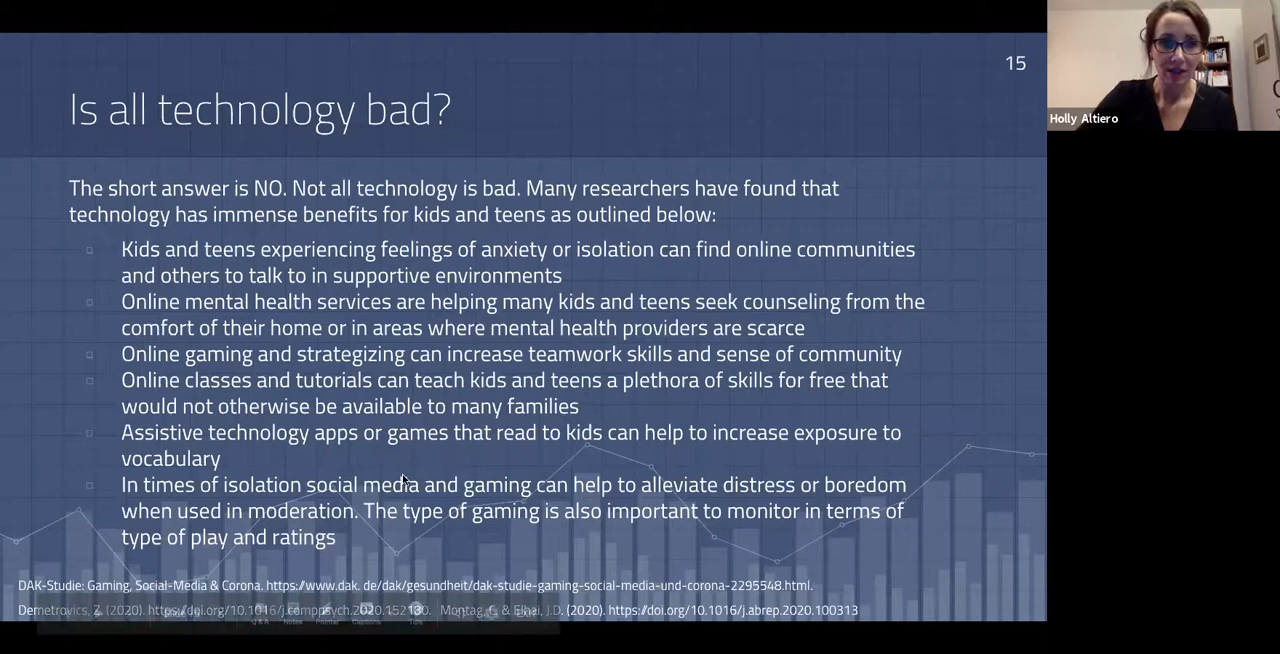 15
Holly Altiero
Is all technology bad?
The short answer is NO. Not all technology is bad. Many researchers have found that
technology has immense benefits for kids and teens as outlined below:
Kids and teens experiencing feelings of anxiety or isolation can find online communities
and others to talk to in supportive environments
Online mental health services are helping many kids and teens seek counseling from the
comfort of their home or in areas where mental health providers are scarce
Online gaming and strategizing can increase teamwork skills and sense of community
Online classes and tutorials can teach kids and teens a plethora of skills for free that
would not otherwise be available to many families
Assistive technology apps or games that read to kids can help to increase exposure to
vocabulary
In times of isolation social media and gaming can help to alleviate distress or boredom
when used in moderation. The type of gaming is also important to monitor in terms of
type of play and ratings
DAK-Studie: Gaming, Social-Media & Corona. https://www.dak. de/dak/gesundheit/dak-studie-gaming-social-media-und-corona-2295548.html.
Demetrovics, Z. (2020). Montag, & Elhai, J.D. (2020). https://doi.org/10.1016/j.abrep.2020.100313
Q & A Notes Pointer Captions Tips